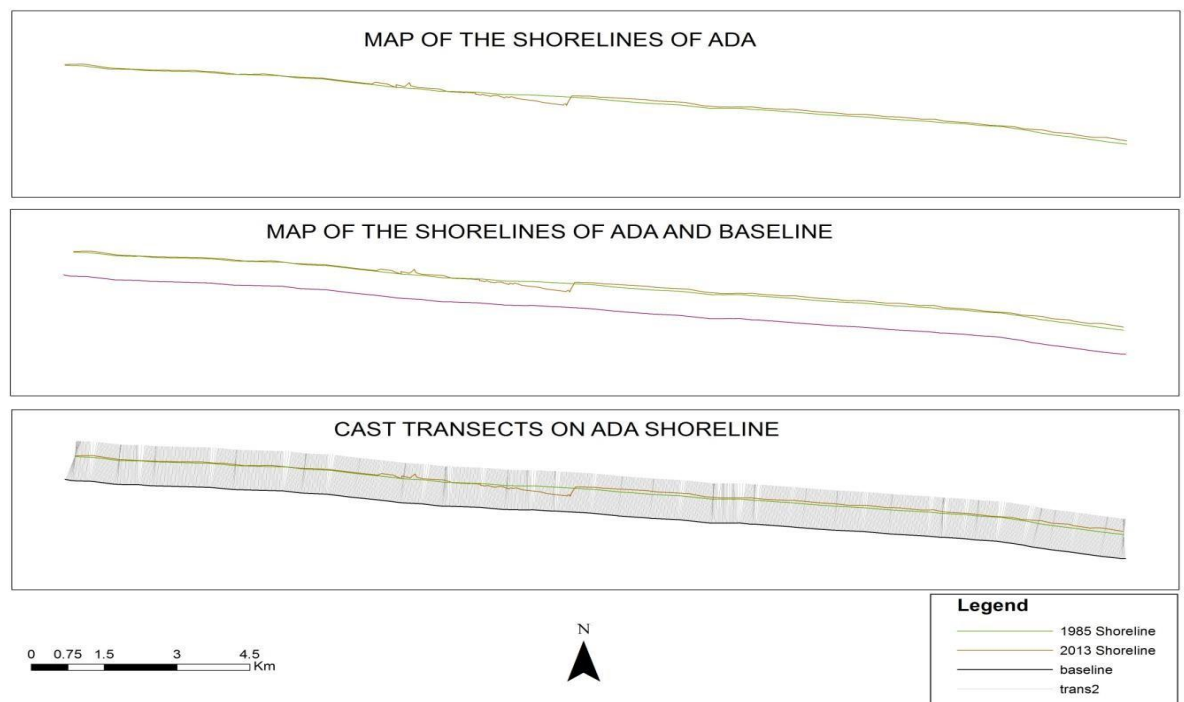 MAP OF THE SHORELINES OF ADA
MAP OF THE SHORELINES OF ADA AND BASELINE
CAST TRANSECTS ON ADA SHORELINE
0 0.75 1.5 3 4.5
Km
N
Legend
1985 Shoreline
2013 Shoreline
baseline
trans2